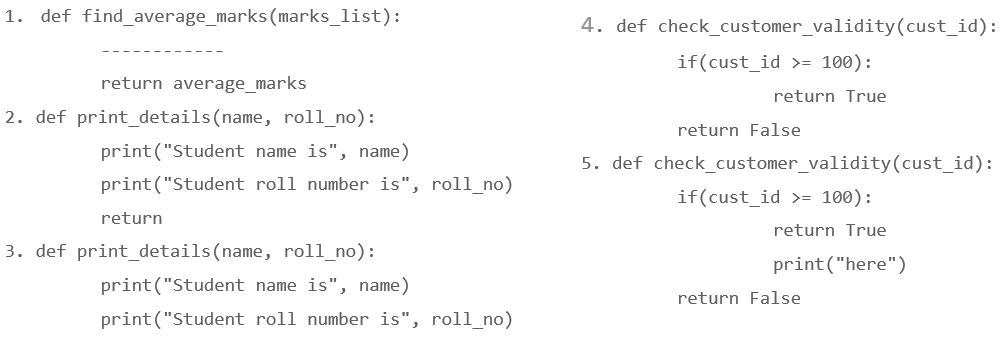 1. def find_average_marks(marks_list):
------------
return average_marks
2. def print_details(name, roll_no):
print("Student name is", name)
print("Student roll number is", roll_no)
return
3. def print_details(name, roll_no):
print("Student name is", name)
print("Student roll number is", roll_no)
4. def check_customer_validity(cust_id):
if(cust_id >= 100):
return True
return False
5. def check_customer_validity(cust_id):
if(cust_id >= 100):
return True
print("here")
return False